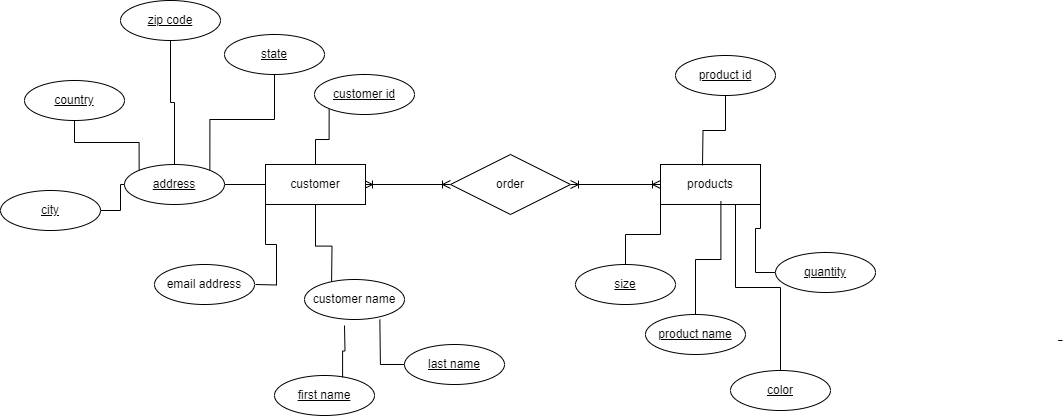 zip code
state
country
customer id
product id
address
customer
order
products
city
email address
customer name
size
quantity
product name
last name
first name
color